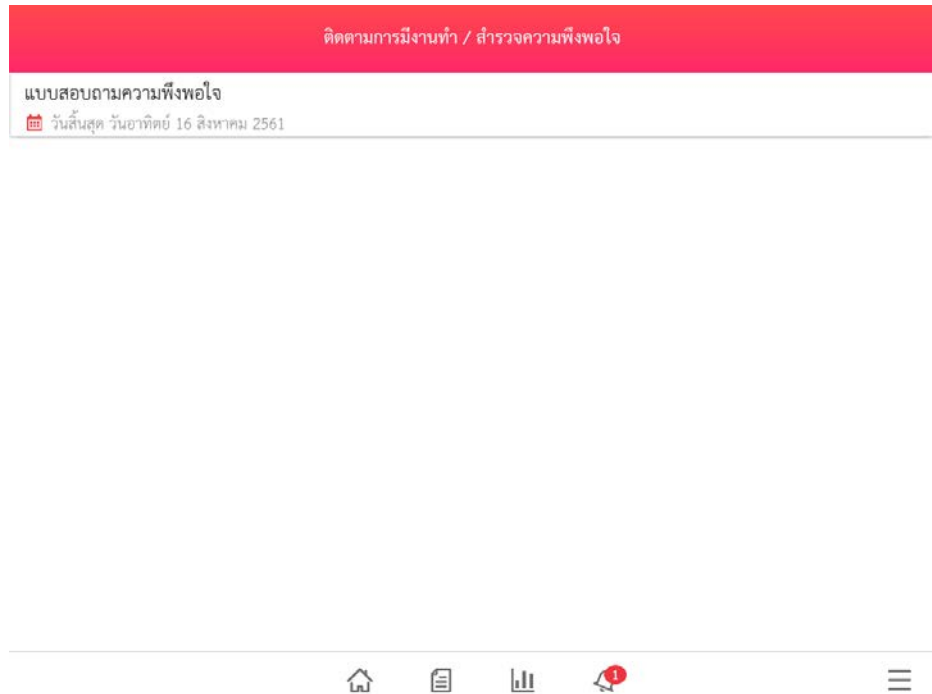 ติดตามการมีงานทำ / สำรวจความพึงพอใจ
แบบสอบถามความพึงพอใจ
วันสิ้นสุด วันอาทิตย์ 16 สิงหาคม 2561
1